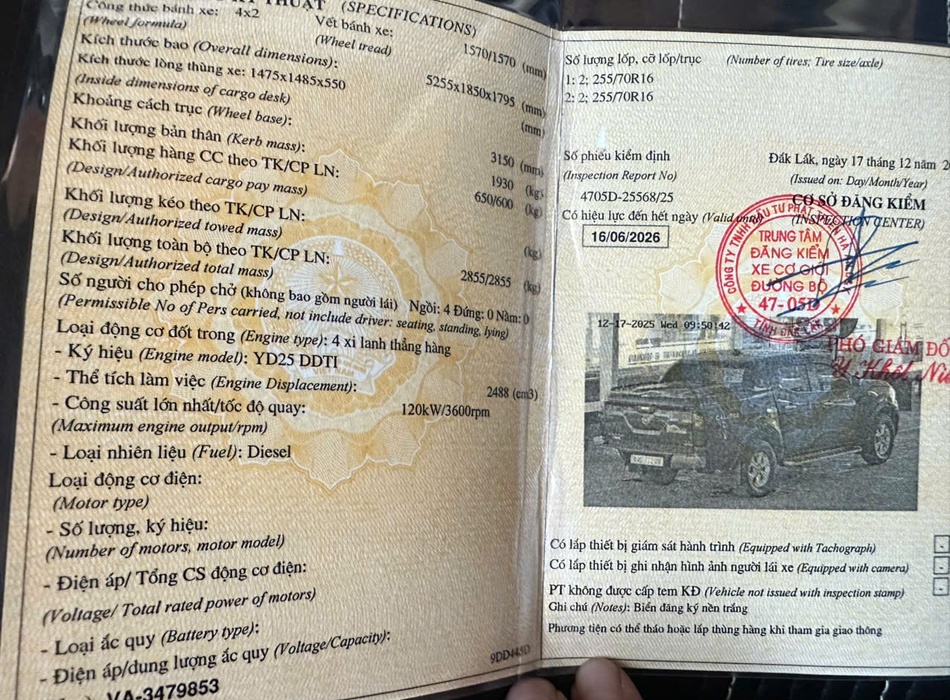 THUẬT (SPECIFICATIONS)
Công thức bánh xe: 4x2
(Wheel formula)
Vết bánh xe: 1570/1570 (mm)
(Wheel tread)
Kích thước bao (Overall dimensions): 5255x1850x1795 (mm)
Kích thước lòng thùng xe: 1475x1485x550 (mm)
(Inside dimensions of cargo desk)
Khoảng cách trục (Wheel base): 3150 (mm)
Khối lượng bản thân (Kerb mass): 1930 (kg)
Khối lượng hàng CC theo TK/CP LN: 650/600 (kg)
(Design/Authorized cargo pay mass)
Khối lượng kéo theo TK/CP LN: (kg)
(Design/Authorized towed mass)
Khối lượng toàn bộ theo TK/CP LN: 2855/2855 (kg)
(Design/Authorized total mass)
Số người cho phép chở (không bao gồm người lái) Ngồi: 4 Đứng: 0 Nằm: 0
(Permissible No of Pers carried, not include driver: seating, standing, lying)
Loại động cơ đốt trong (Engine type): 4 xi lanh thẳng hàng
- Ký hiệu (Engine model): YD25 DDTI
- Thể tích làm việc (Engine Displacement): 2488 (cm3)
- Công suất lớn nhất/tốc độ quay: 120kW/3600rpm
(Maximum engine output/rpm)
- Loại nhiên liệu (Fuel): Diesel
Loại động cơ điện:
(Motor type)
- Số lượng, ký hiệu:
(Number of motors, motor model)
- Điện áp/ Tổng CS động cơ điện:
(Voltage/ Total rated power of motors)
- Loại ắc quy (Battery type):
- Điện áp/dung lượng ắc quy (Voltage/Capacity):
VA-3479853
9DD445D
VIET NAM
Số lượng lốp, cỡ lốp/trục (Number of tires; Tire size/axle)
1: 2; 255/70R16
2: 2; 255/70R16
Số phiếu kiểm định
(Inspection Report No)
4705D-25568/25
Có hiệu lực đến hết ngày (Valid until)
16/06/2026
Đắk Lắk, ngày 17 tháng 12 năm 2
(Issued on: Day/Month/Year)
CƠ SỞ ĐĂNG KIỂM
(INSPECTION CENTER)
TRUNG TÂM
ĐĂNG KIỂM
XE CƠ GIỚI
ĐƯỜNG BỘ
47-05D
PHÓ GIÁM ĐỐ
12-17-2025 Wed 09:50:42
Có lắp thiết bị giám sát hành trình (Equipped with Tachograph) -
Có lắp thiết bị ghi nhận hình ảnh người lái xe (Equipped with camera) -
PT không được cấp tem KĐ (Vehicle not issued with inspection stamp) -
Ghi chú (Notes): Biển đăng ký nền trắng
Phương tiện có thể tháo hoặc lắp thùng hàng khi tham gia giao thông